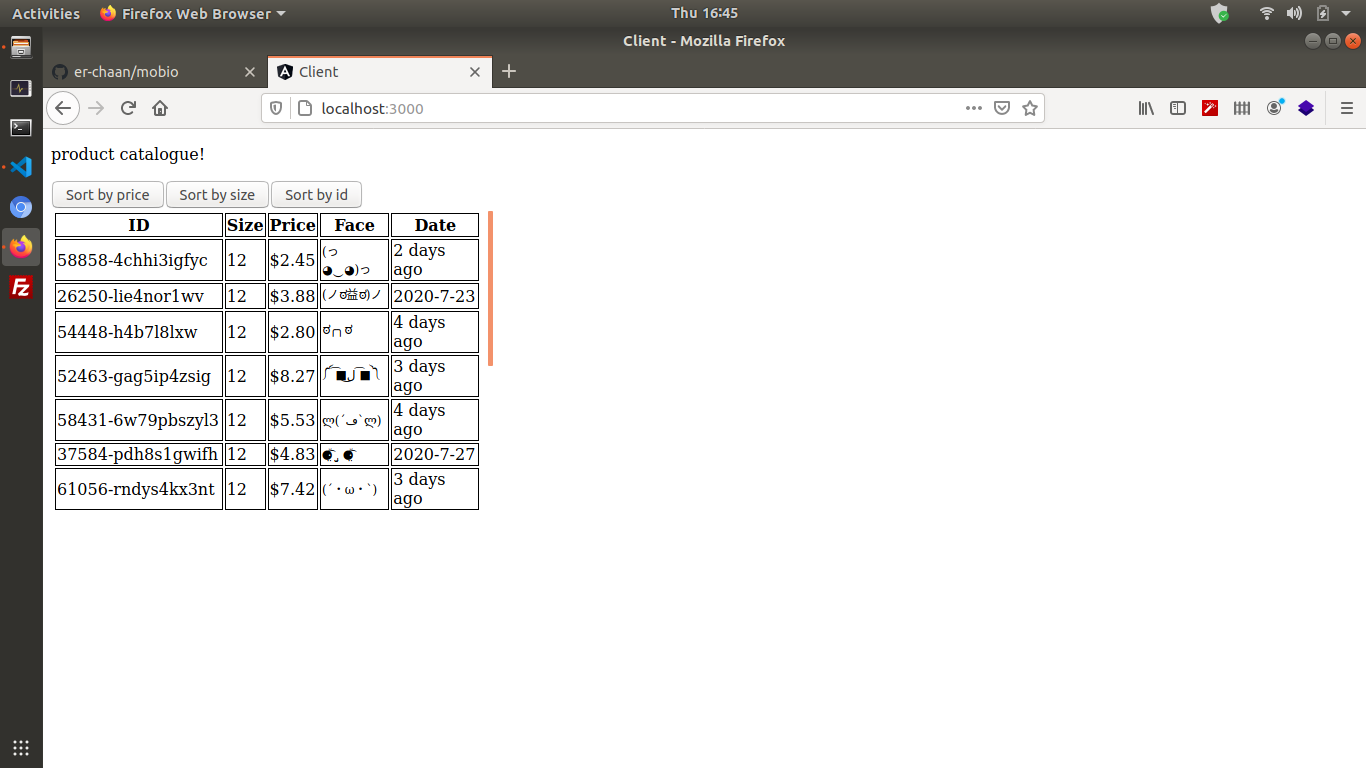 Activities Firefox Web Browser Thu 16:45
Client - Mozilla Firefox
er-chaan/mobio Client
localhost:3000
product catalogue!
Sort by price Sort by size Sort by id
ID Size Price Face Date
58858-4chhi3igfyc 12 $2.45 (っ◕‿◕)っ 2 days ago
26250-lie4nor1wv 12 $3.88 (ノಠ益ಠ)ノ 2020-7-23
54448-h4b7l8lxw 12 $2.80 ಠ∩ಠ 4 days ago
52463-gag5ip4zsig 12 $8.27 3 days ago
58431-6w79pbszyl3 12 $5.53 ლ(´ڡ`ლ) 4 days ago
37584-pdh8s1gwifh 12 $4.83 2020-7-27
61056-rndys4kx3nt 12 $7.42 (´・ω・`) 3 days ago